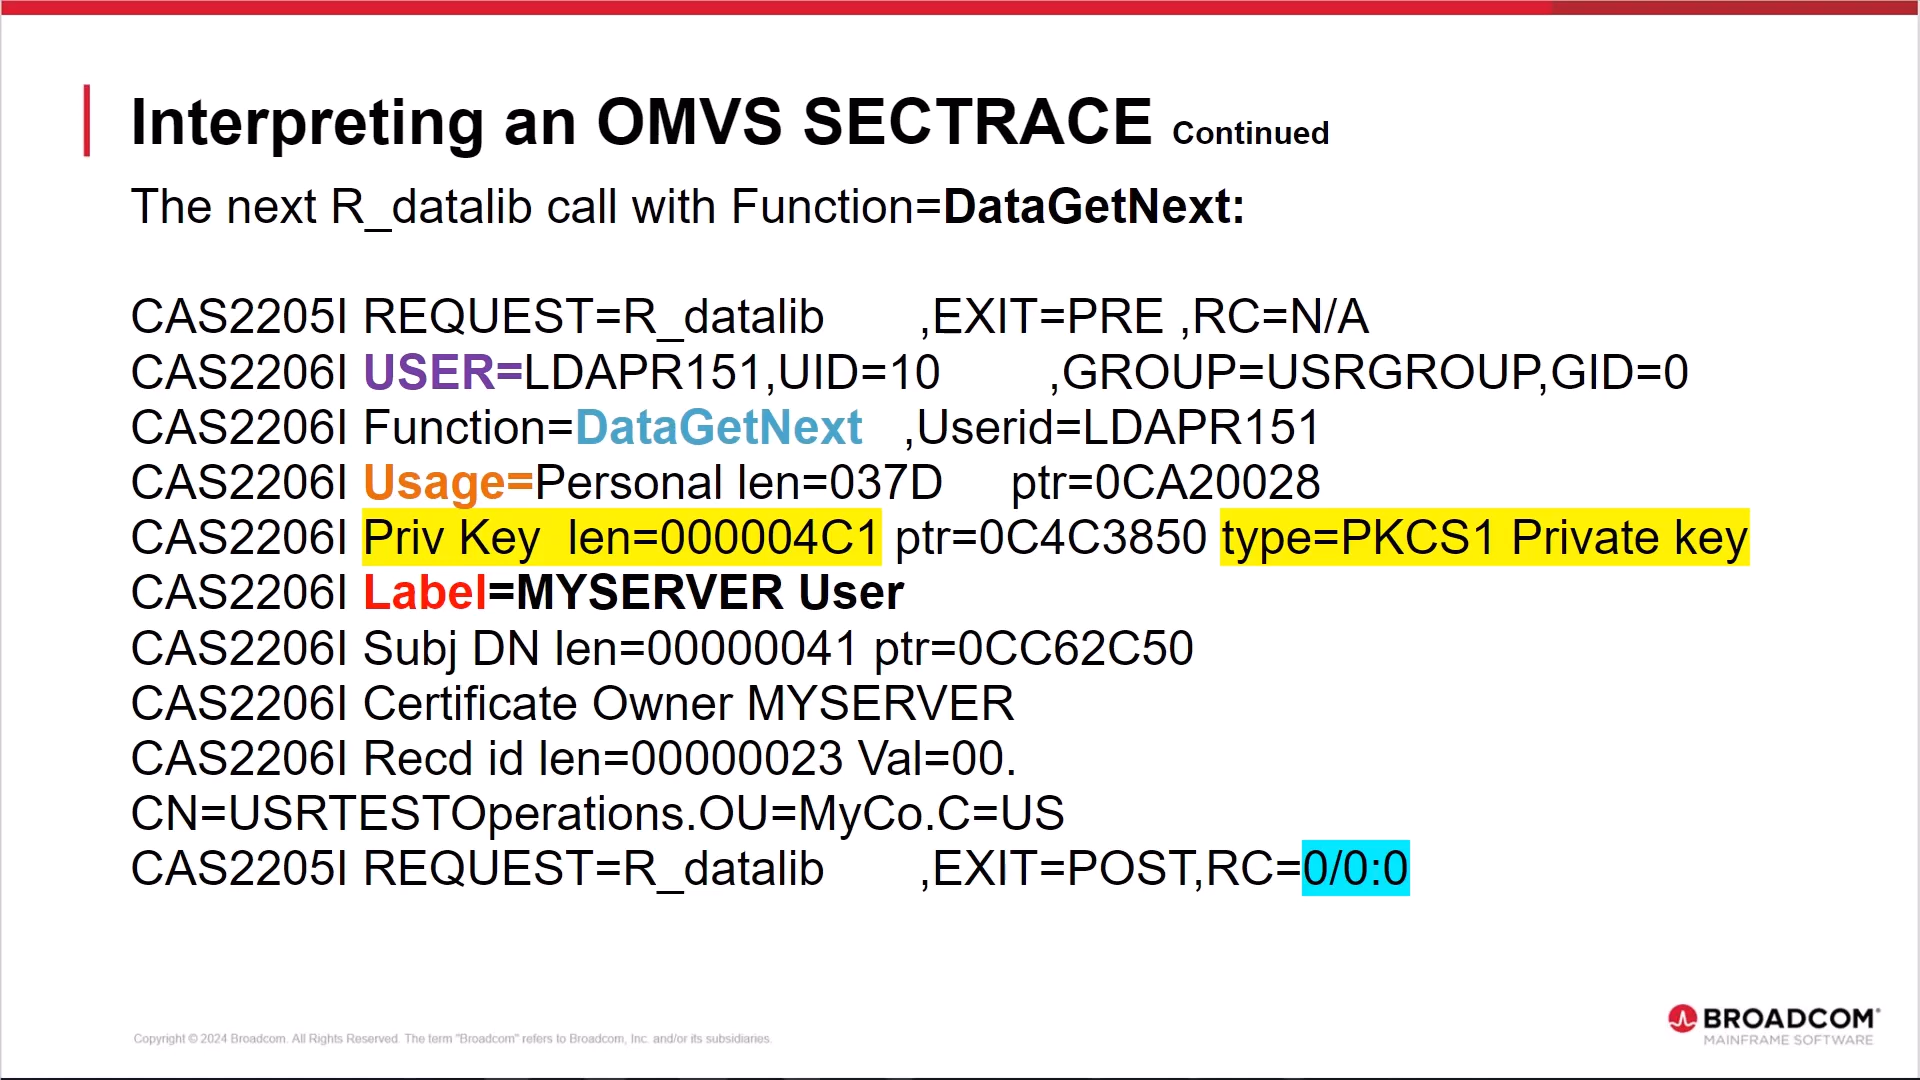 Interpreting an OMVS SECTRACE Continued
The next R_datalib call with Function=DataGetNext:
CAS2205I REQUEST=R_datalib ,EXIT=PRE ,RC=N/A
CAS2206I USER=LDAPR151,UID=10 ,GROUP=USRGROUP,GID=0
CAS2206I Function=DataGetNext ,Userid=LDAPR151
CAS2206I Usage=Personal len=037D ptr=0CA20028
CAS2206I Priv Key len=000004C1 ptr=0C4C3850 type=PKCS1 Private key
CAS2206I Label=MYSERVER User
CAS2206I Subj DN len=00000041 ptr=0CC62C50
CAS2206I Certificate Owner MYSERVER
CAS2206I Recd id len=00000023 Val=00.
CN=USRTESTOperations.OU=MyCo.C=US
CAS2205I REQUEST=R_datalib ,EXIT=POST,RC=0/0:0
Copyright © 2024 Broadcom. All Rights Reserved. The term "Broadcom" refers to Broadcom, Inc. and/or its subsidiaries.
BROADCOM®
MAINFRAME SOFTWARE